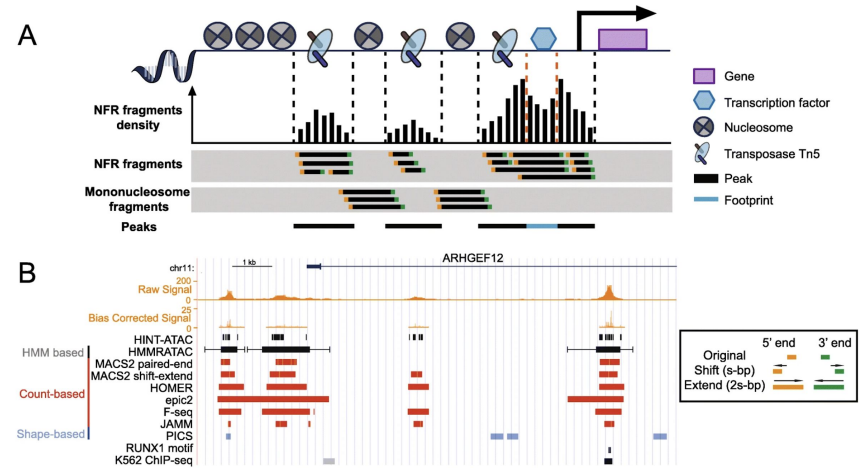 A
NFR fragments
density
NFR fragments
Mononucleosome
fragments
Peaks
Gene
Transcription factor
Nucleosome
Transposase Tn5
Peak
Footprint
B
1 kb
ARHGEF12
chr11:
200
Raw Signal
0
25
Bias Corrected Signal
0
HINT-ATAC
HMM based
HMMRATAC
MACS2 paired-end
MACS2 shift-extend
Count-based
HOMER
epic2
F-seq
JAMM
Shape-based
PICS
RUNX1 motif
K562 ChIP-seq
5' end 3' end
Original
Shift (s-bp)
Extend (2s-bp)